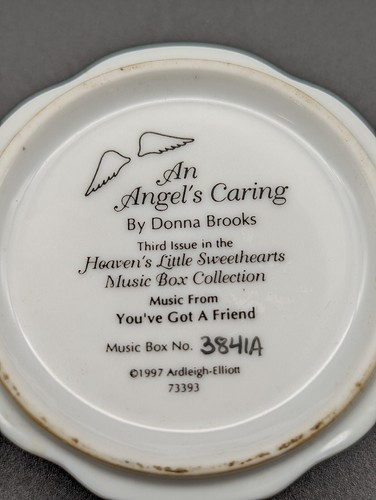 An
Angel's Caring
By Donna Brooks
Third Issue in the
Heaven's Little Sweethearts
Music Box Collection
Music From
You've Got A Friend
Music Box No. 3841A
©1997 Ardleigh-Elliott
73393